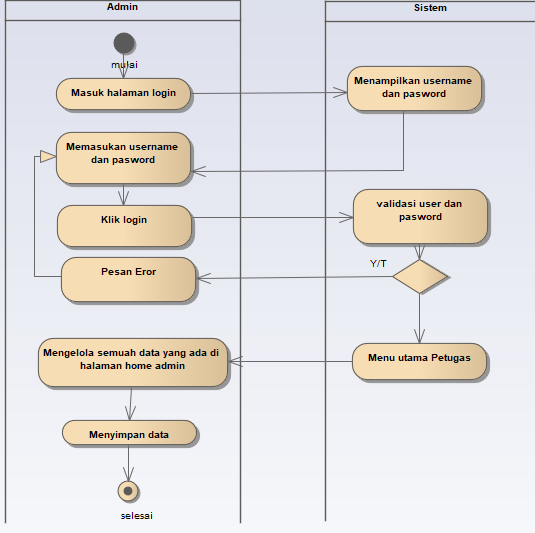 Admin
Sistem
mulai
Masuk halaman login
Menampilkan username
dan pasword
Memasukan username
dan pasword
Klik login
validasi user dan
pasword
Y/T
Pesan Eror
Menu utama Petugas
Mengelola semuah data yang ada di
halaman home admin
Menyimpan data
selesai